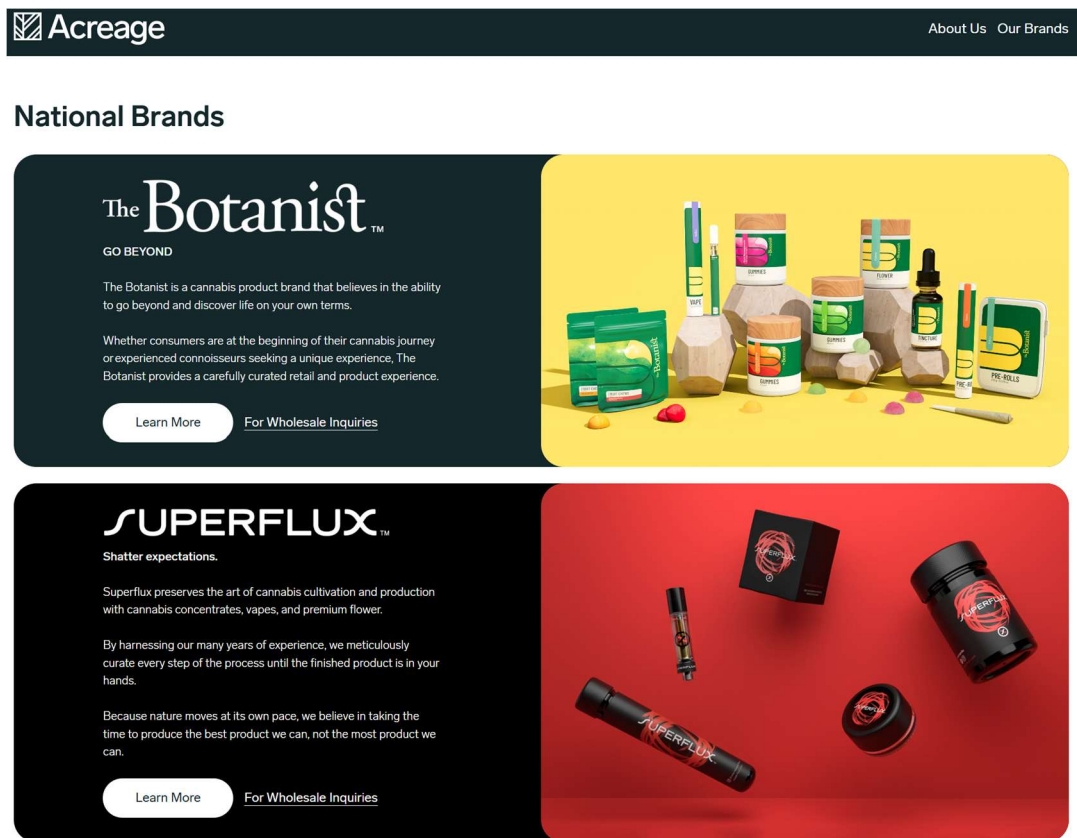 Acreage
About Us Our Brands
National Brands
The Botanist™
GO BEYOND
The Botanist is a cannabis product brand that believes in the ability
to go beyond and discover life on your own terms.
Whether consumers are at the beginning of their cannabis journey
or experienced connoisseurs seeking a unique experience, The
Botanist provides a carefully curated retail and product experience.
Learn More For Wholesale Inquiries
VAPE
GUMMIES
FLOWER
GUMMIES
TINCTURE
GUMMIES
PRE-ROLLS
Botanist
SUPERFLUX™
Shatter expectations.
Superflux preserves the art of cannabis cultivation and production
with cannabis concentrates, vapes, and premium flower.
By harnessing our many years of experience, we meticulously
curate every step of the process until the finished product is in your
hands.
Because nature moves at its own pace, we believe in taking the
time to produce the best product we can, not the most product we
can.
Learn More For Wholesale Inquiries
SUPERFLUX
SUPERFLUX
SUPERFLUX
SUPERFLUX